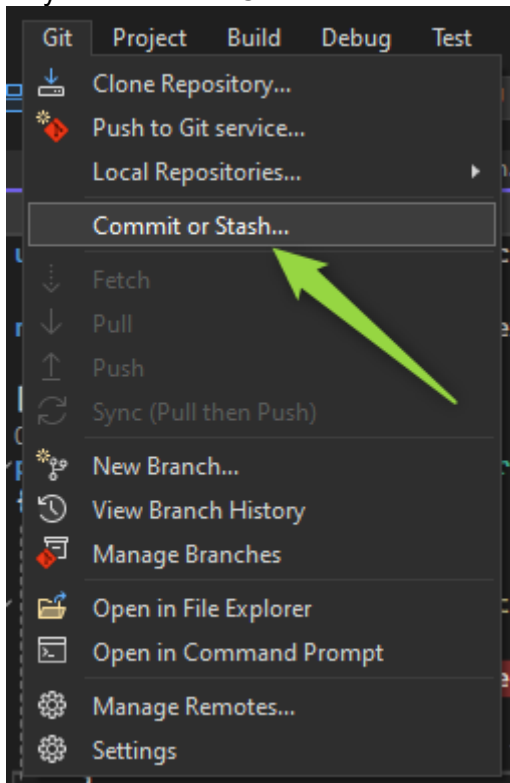 Git Project Build Debug Test
Clone Repository...
Push to Git service...
Local Repositories...
Commit or Stash...
Fetch
Pull
Push
Sync (Pull then Push)
New Branch...
View Branch History
Manage Branches
Open in File Explorer
Open in Command Prompt
Manage Remotes...
Settings